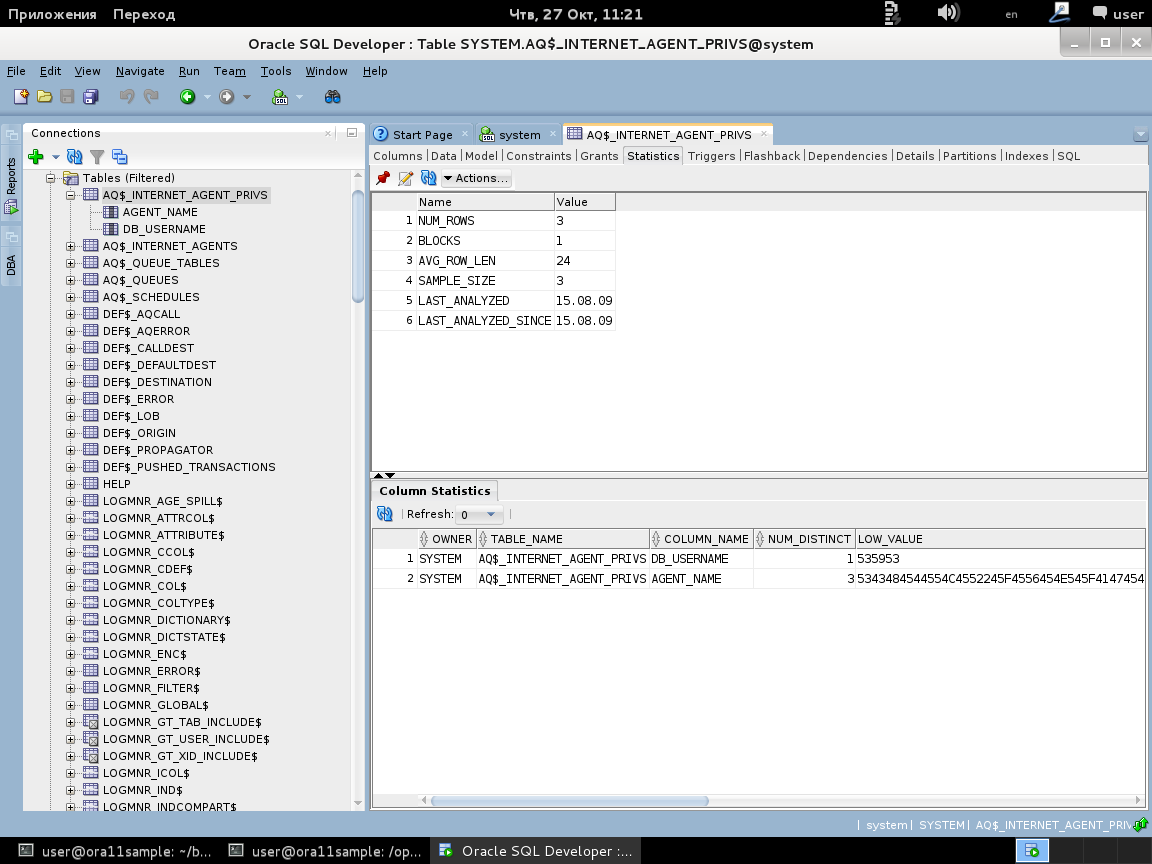 Приложения Переход Чтв, 27 Окт, 11:21 en user
Oracle SQL Developer : Table SYSTEM.AQ$_INTERNET_AGENT_PRIVS@system
File Edit View Navigate Run Team Tools Window Help
Reports
DBA
Connections
Tables (Filtered)
AQ$_INTERNET_AGENT_PRIVS
AGENT_NAME
DB_USERNAME
AQ$_INTERNET_AGENTS
AQ$_QUEUE_TABLES
AQ$_QUEUES
AQ$_SCHEDULES
DEF$_AQCALL
DEF$_AQERROR
DEF$_CALLDEST
DEF$_DEFAULTDEST
DEF$_DESTINATION
DEF$_ERROR
DEF$_LOB
DEF$_ORIGIN
DEF$_PROPAGATOR
DEF$_PUSHED_TRANSACTIONS
HELP
LOGMNR_AGE_SPILL$
LOGMNR_ATTRCOL$
LOGMNR_ATTRIBUTE$
LOGMNR_CCOL$
LOGMNR_CDEF$
LOGMNR_COL$
LOGMNR_COLTYPE$
LOGMNR_DICTIONARY$
LOGMNR_DICTSTATE$
LOGMNR_ENC$
LOGMNR_ERROR$
LOGMNR_FILTER$
LOGMNR_GLOBAL$
LOGMNR_GT_TAB_INCLUDE$
LOGMNR_GT_USER_INCLUDE$
LOGMNR_GT_XID_INCLUDE$
LOGMNR_ICOL$
LOGMNR_IND$
LOGMNR_INDCOMPART$
Start Page system AQ$_INTERNET_AGENT_PRIVS
Columns Data Model Constraints Grants Statistics Triggers Flashback Dependencies Details Partitions Indexes SQL
Actions...
Name Value
1 NUM_ROWS 3
2 BLOCKS 1
3 AVG_ROW_LEN 24
4 SAMPLE_SIZE 3
5 LAST_ANALYZED 15.08.09
6 LAST_ANALYZED_SINCE 15.08.09
Column Statistics
Refresh: 0
OWNER TABLE_NAME COLUMN_NAME NUM_DISTINCT LOW_VALUE
1 SYSTEM AQ$_INTERNET_AGENT_PRIVS DB_USERNAME 1 535953
2 SYSTEM AQ$_INTERNET_AGENT_PRIVS AGENT_NAME 3 5343484544554C4552245F4556454E545F4147454
system SYSTEM AQ$_INTERNET_AGENT_PRIV
user@ora11sample: ~/b... user@ora11sample: /op... Oracle SQL Developer :...